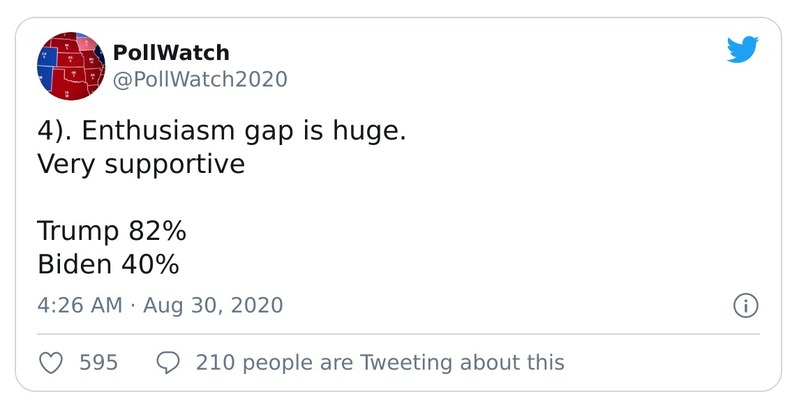 PollWatch
@PollWatch2020
4). Enthusiasm gap is huge.
Very supportive
Trump 82%
Biden 40%
4:26 AM · Aug 30, 2020
595 210 people are Tweeting about this